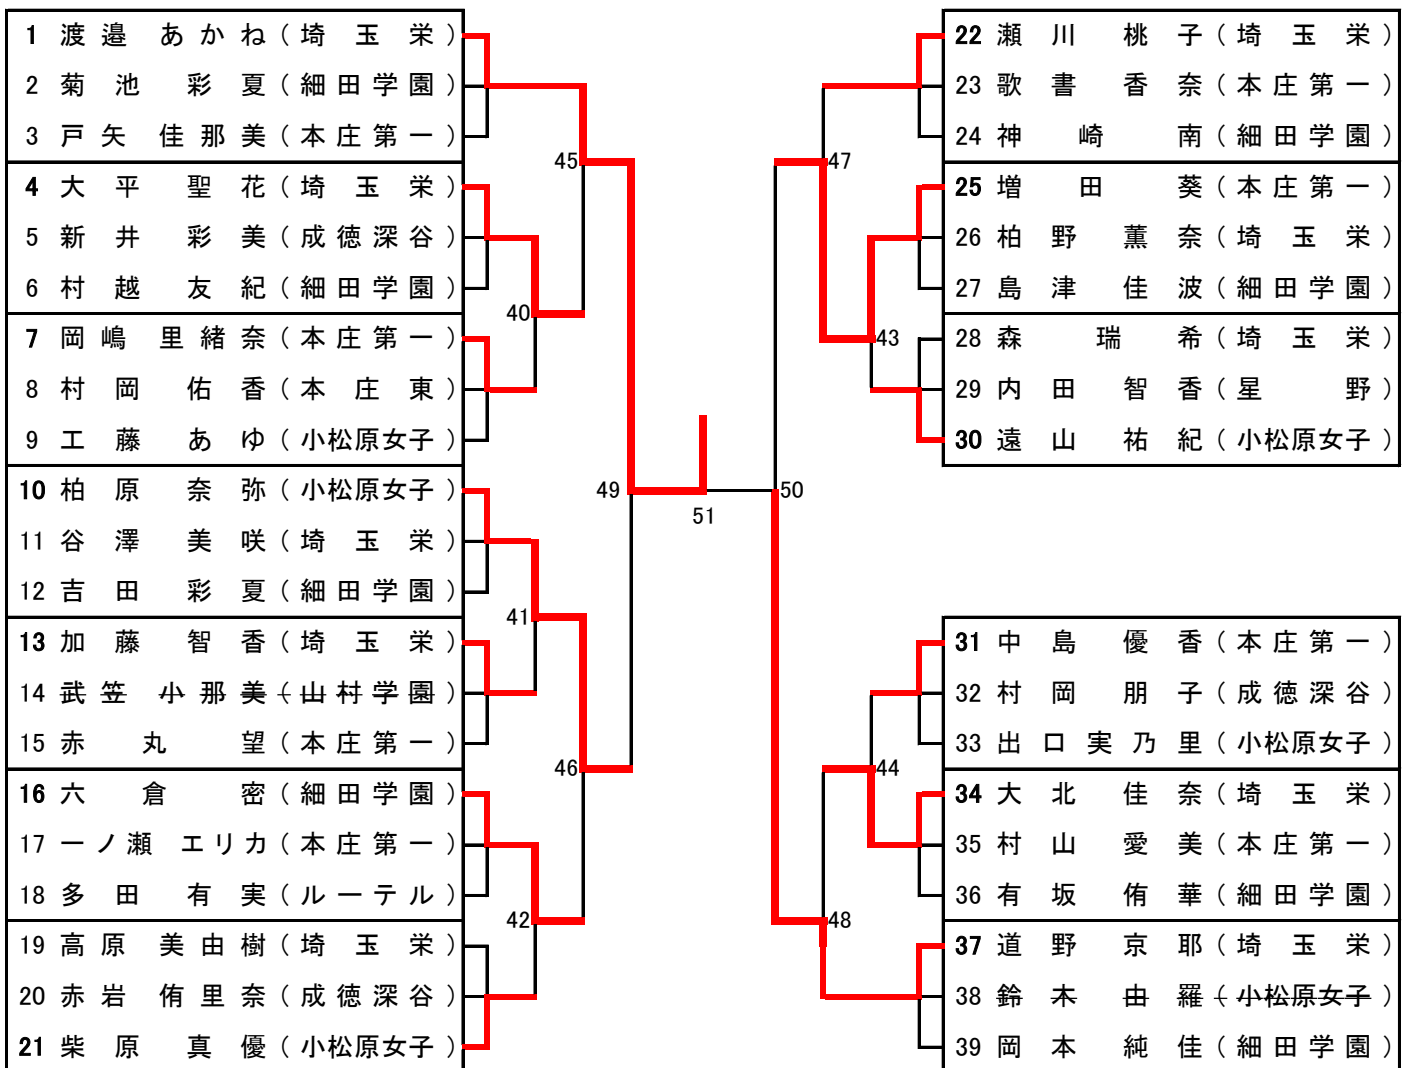 1 渡邉 あかね(埼玉栄)
2 菊池 彩夏(細田学園)
3 戸矢 佳那美(本庄第一)
4 大平 聖花(埼玉栄)
5 新井 彩美(成徳深谷)
6 村越 友紀(細田学園)
7 岡嶋 里緒奈(本庄第一)
8 村岡 佑香(本庄東)
9 工藤 あゆ(小松原女子)
10 柏原 奈弥(小松原女子)
11 谷澤 美咲(埼玉栄)
12 吉田 彩夏(細田学園)
13 加藤 智香(埼玉栄)
14 武笠 小那美(山村学園)
15 赤丸 望(本庄第一)
16 六倉 密(細田学園)
17 一ノ瀬 エリカ(本庄第一)
18 多田 有実(ルーテル)
19 高原 美由樹(埼玉栄)
20 赤岩 侑里奈(成徳深谷)
21 柴原 真優(小松原女子)
45
40
49
41
46
42
51
47
43
50
44
48
22 瀬川 桃子(埼玉栄)
23 歌書 香奈(本庄第一)
24 神崎 南(細田学園)
25 増田 葵(本庄第一)
26 柏野 薫奈(埼玉栄)
27 島津 佳波(細田学園)
28 森 瑞希(埼玉栄)
29 内田 智香(星野)
30 遠山 祐紀(小松原女子)
31 中島 優香(本庄第一)
32 村岡 朋子(成徳深谷)
33 出口 実乃里(小松原女子)
34 大北 佳奈(埼玉栄)
35 村山 愛美(本庄第一)
36 有坂 侑華(細田学園)
37 道野 京耶(埼玉栄)
38 鈴木 由羅(小松原女子)
39 岡本 純佳(細田学園)